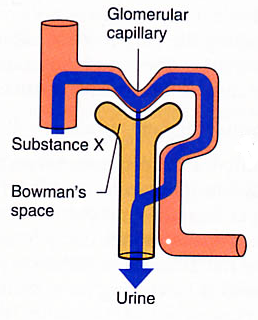 Glomerular
capillary
Substance X
Bowman's
space
Urine